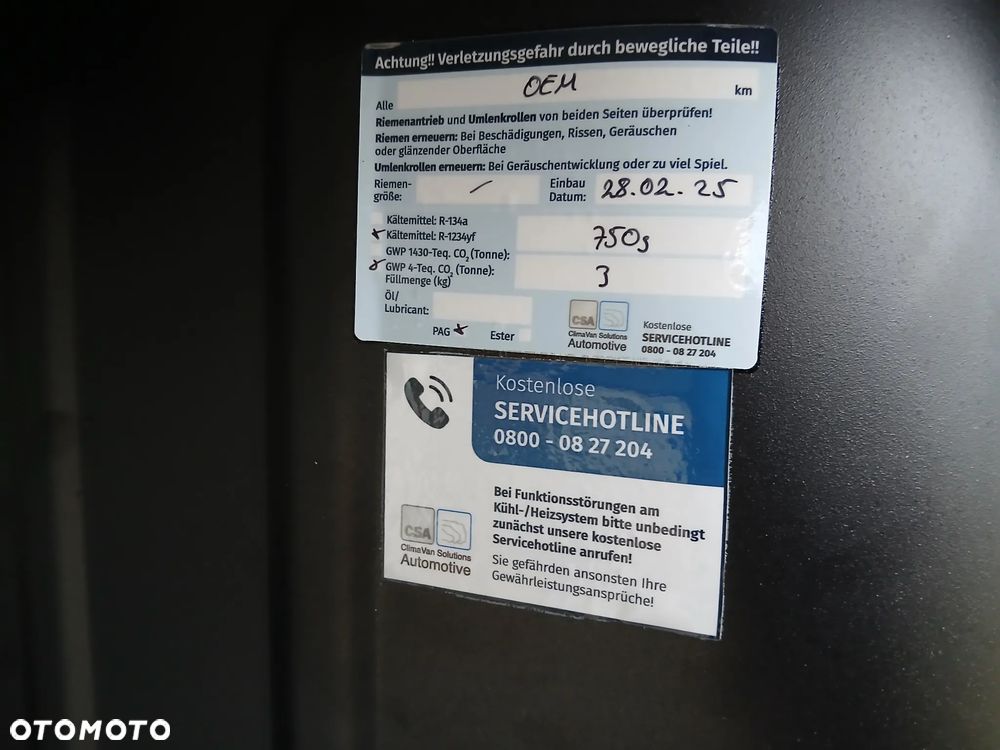 Achtung!! Verletzungsgefahr durch bewegliche Teile!!
Alle OEM km
Riemenantrieb und Umlenkrollen von beiden Seiten überprüfen!
Riemen erneuern: Bei Beschädigungen, Rissen, Geräuschen
oder glänzender Oberfläche
Umlenkrollen erneuern: Bei Geräuschentwicklung oder zu viel Spiel.
Riemen-
größe: /
Einbau
Datum: 28.02.25
Kältemittel: R-134a
Kältemittel: R-1234yf 750g
GWP 1430-Teq. CO₂ (Tonne):
GWP 4-Teq. CO₂ (Tonne): 3
Füllmenge (kg)
Öl/
Lubricant:
PAG x Ester
CSA
ClimaVan Solutions
Automotive
Kostenlose
SERVICEHOTLINE
0800 - 08 27 204
Kostenlose
SERVICEHOTLINE
0800 - 08 27 204
Bei Funktionsstörungen am
Kühl-/Heizsystem bitte unbedingt
zunächst unsere kostenlose
Servicehotline anrufen!
Sie gefährden ansonsten Ihre
Gewährleistungsansprüche!
CSA
ClimaVan Solutions
Automotive
OTOMOTO